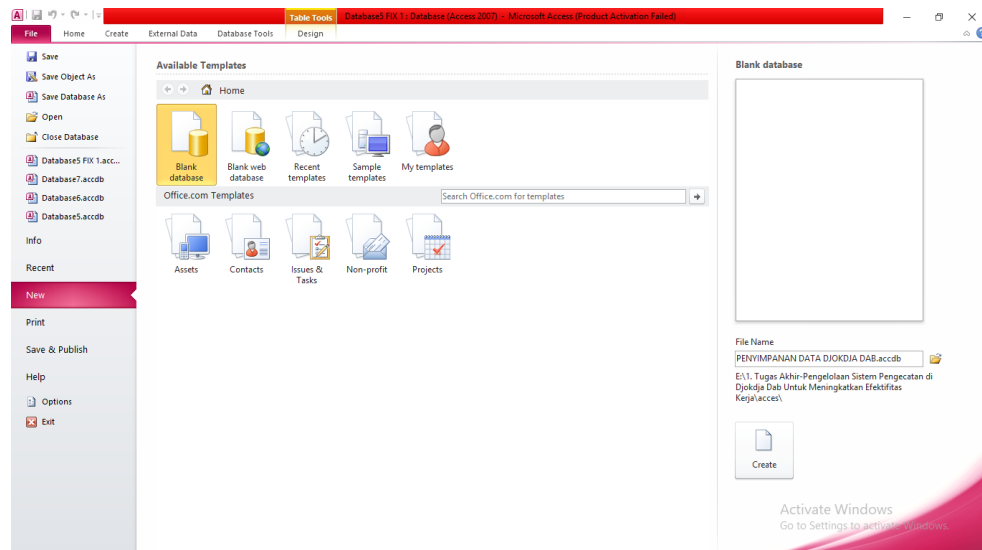 Table Tools
Database5 FIX 1 : Database (Access 2007) - Microsoft Access (Product Activation Failed)
File
Home
Create
External Data
Database Tools
Design
Save
Save Object As
Save Database As
Open
Close Database
Database5 FIX 1.acc...
Database7.accdb
Database6.accdb
Database5.accdb
Info
Recent
New
Print
Save & Publish
Help
Options
Exit
Available Templates
Home
Blank
database
Blank web
database
Recent
templates
Sample
templates
My templates
Office.com Templates
Search Office.com for templates
Assets
Contacts
Issues &
Tasks
Non-profit
Projects
Blank database
File Name
PENYIMPANAN DATA DJOKDJA DAB.accdb
E:\1. Tugas Akhir-Pengelolaan Sistem Pengecatan di
Djokdja Dab Untuk Meningkatkan Efektifitas
Kerja\acces\
Create
Activate Windows
Go to Settings to activate Windows.